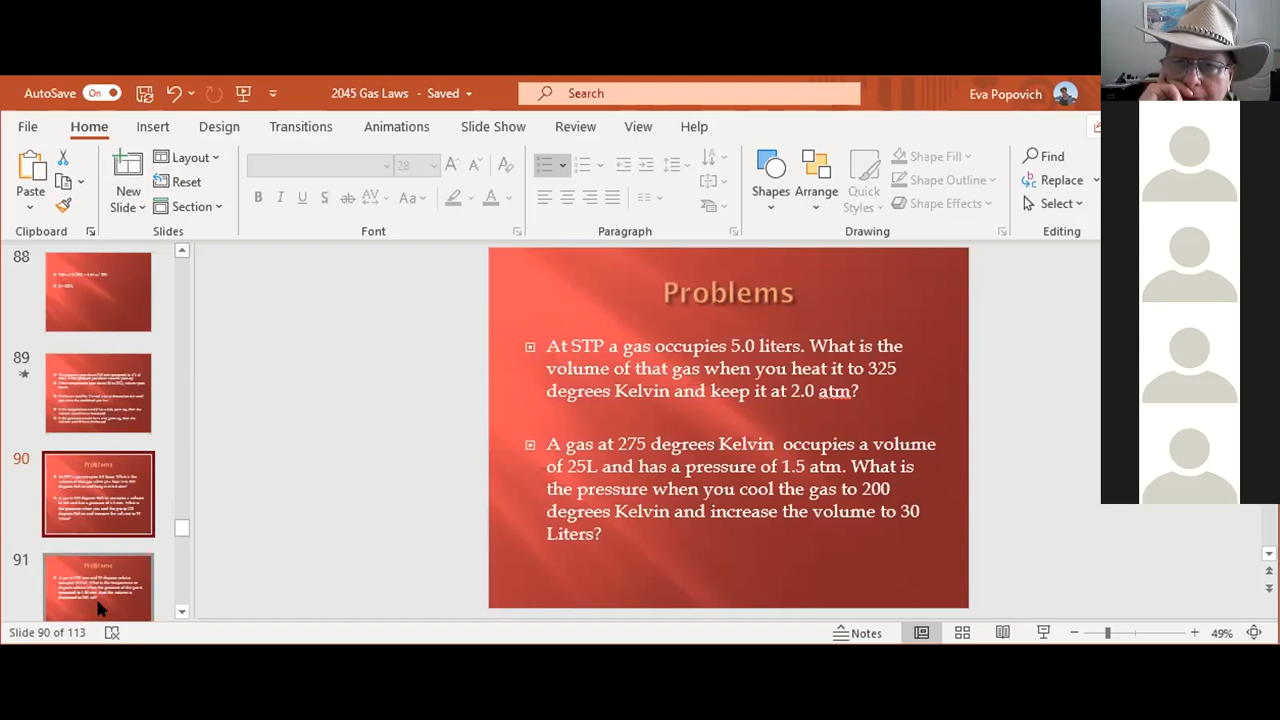 AutoSave On 2045 Gas Laws - Saved Search Eva Popovich
File Home Insert Design Transitions Animations Slide Show Review View Help
Paste New Slide Layout Reset Section 28 Shapes Arrange Quick Styles Shape Fill Shape Outline Shape Effects Find Replace Select
B I U S ab AV Aa A
Clipboard Slides Font Paragraph Drawing Editing
88
89
90
91
Problems
At STP a gas occupies 5.0 liters. What is the
volume of that gas when you heat it to 325
degrees Kelvin and keep it at 2.0 atm?
A gas at 275 degrees Kelvin occupies a volume
of 25L and has a pressure of 1.5 atm. What is
the pressure when you cool the gas to 200
degrees Kelvin and increase the volume to 30
Liters?
Slide 90 of 113 Notes 49%